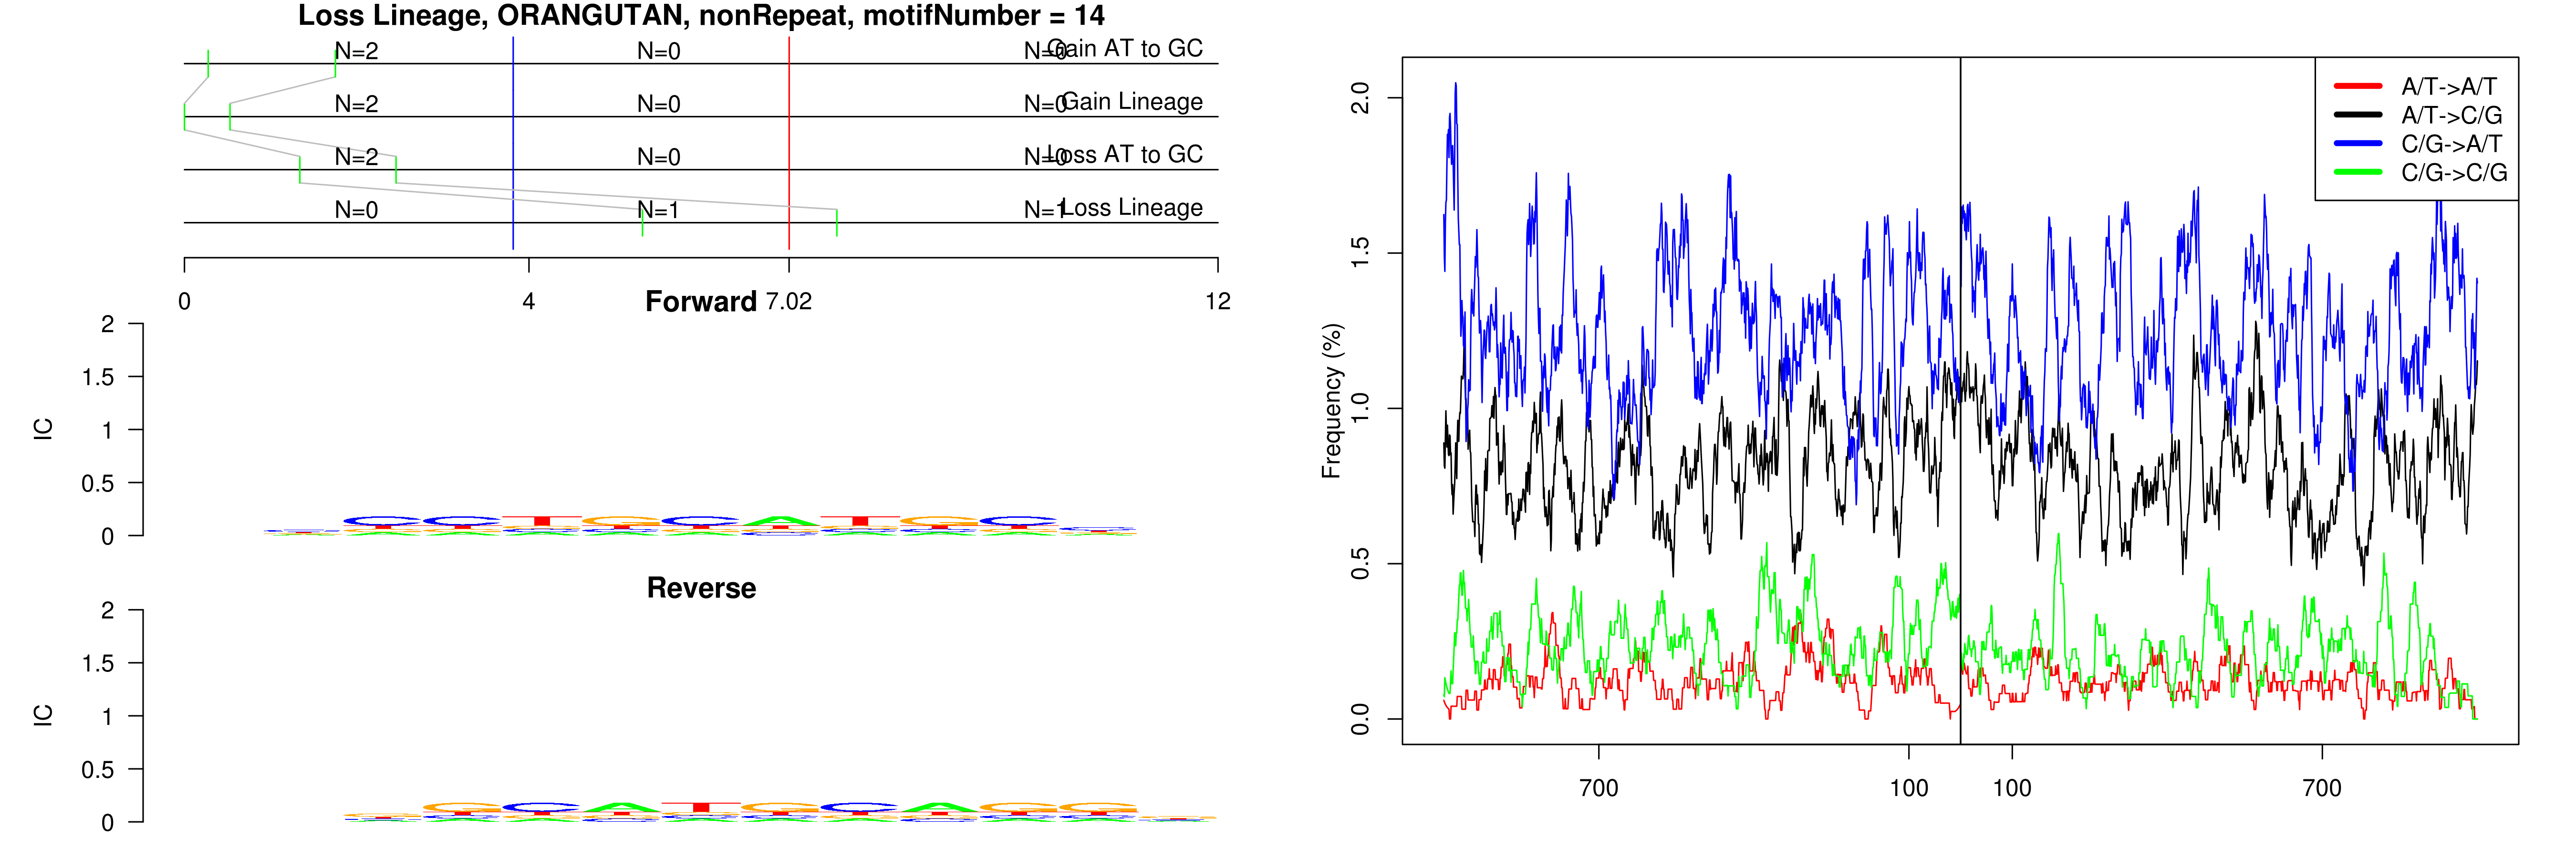 Loss Lineage, ORANGUTAN, nonRepeat, motifNumber = 14
N=2 N=0 N=0 Gain AT to GC
N=2 N=0 N=0 Gain Lineage
N=2 N=0 N=0 Loss AT to GC
N=0 N=1 N=1 Loss Lineage
0 4 7.02 12
Forward
IC
2
1.5
1
0.5
0
CCTGCATGC
Reverse
IC
2
1.5
1
0.5
0
GCATGCAGG
Frequency (%)
2.0
1.5
1.0
0.5
0.0
700 100 100 700
A/T->A/T
A/T->C/G
C/G->A/T
C/G->C/G